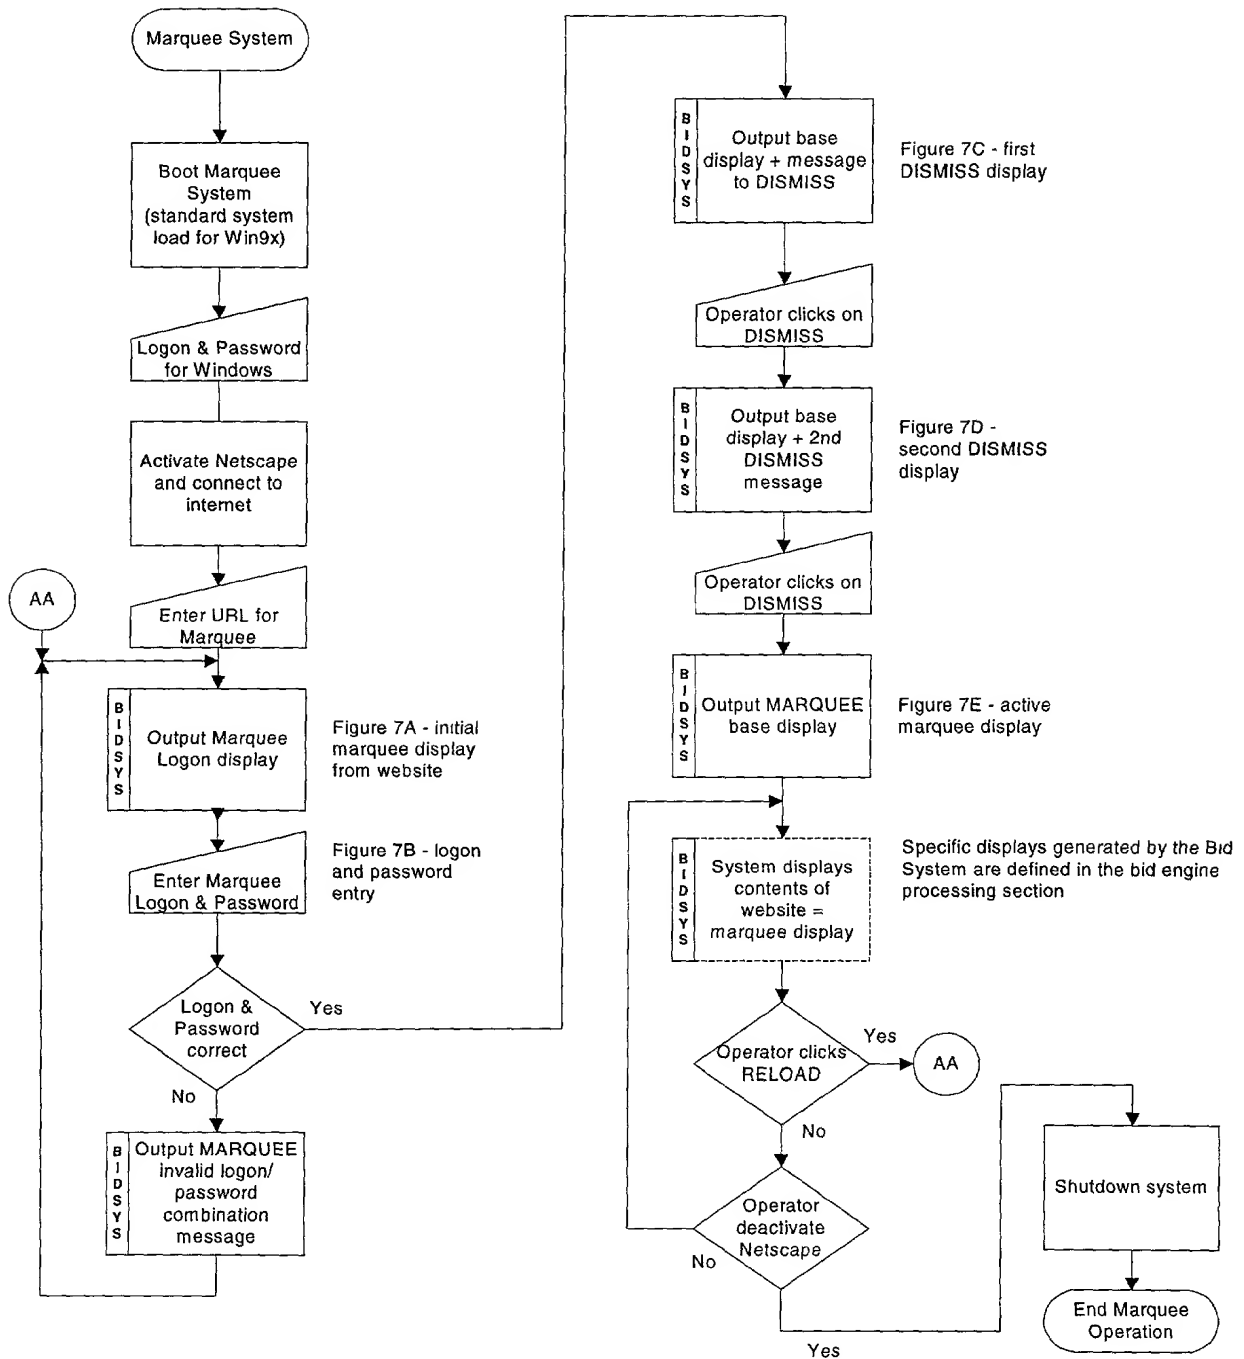 Marquee System
Boot Marquee
System
(standard system
load for Win9x)
Logon & Password
for Windows
Activate Netscape
and connect to
internet
AA
Enter URL for
Marquee
BIDSYS
Output Marquee
Logon display
Figure 7A - initial
marquee display
from website
Enter Marquee
Logon & Password
Figure 7B - logon
and password
entry
Logon &
Password
correct
Yes
No
BIDSYS
Output MARQUEE
invalid logon/
password
combination
message
BIDSYS
Output base
display + message
to DISMISS
Figure 7C - first
DISMISS display
Operator clicks on
DISMISS
BIDSYS
Output base
display + 2nd
DISMISS
message
Figure 7D -
second DISMISS
display
Operator clicks on
DISMISS
BIDSYS
Output MARQUEE
base display
Figure 7E - active
marquee display
BIDSYS
System displays
contents of
website =
marquee display
Specific displays generated by the Bid
System are defined in the bid engine
processing section
Operator clicks
RELOAD
Yes
AA
No
Operator
deactivate
Netscape
No
Yes
Shutdown system
End Marquee
Operation